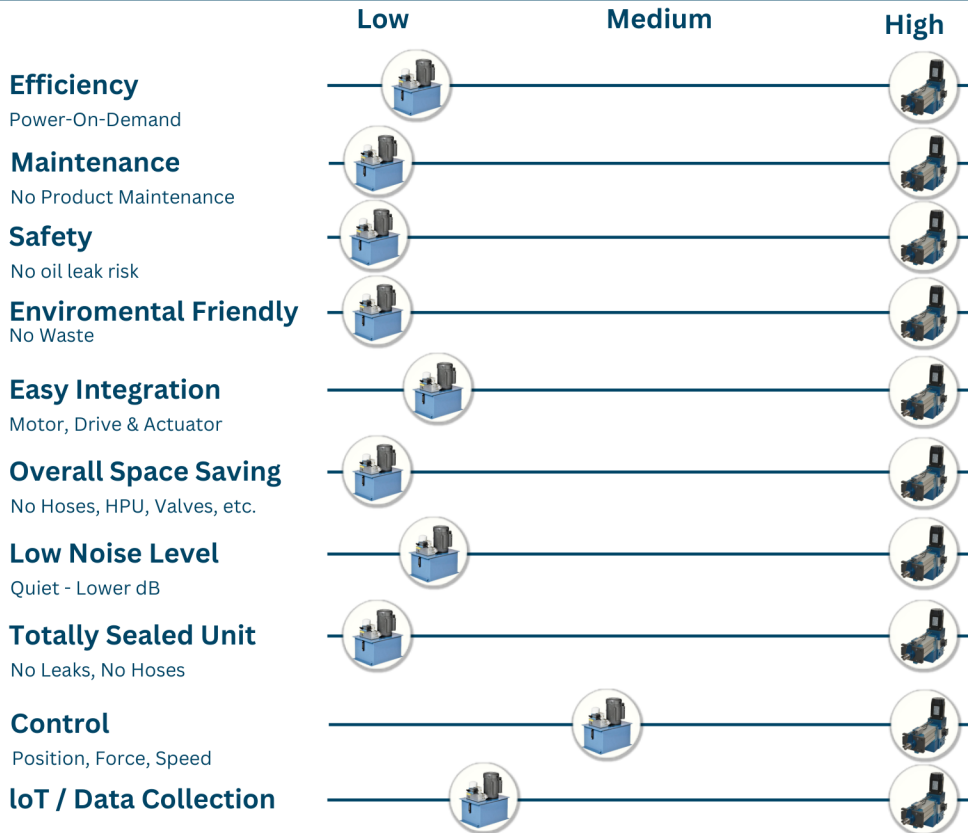 Low Medium High
Efficiency
Power-On-Demand
Maintenance
No Product Maintenance
Safety
No oil leak risk
Enviromental Friendly
No Waste
Easy Integration
Motor, Drive & Actuator
Overall Space Saving
No Hoses, HPU, Valves, etc.
Low Noise Level
Quiet - Lower dB
Totally Sealed Unit
No Leaks, No Hoses
Control
Position, Force, Speed
IoT / Data Collection